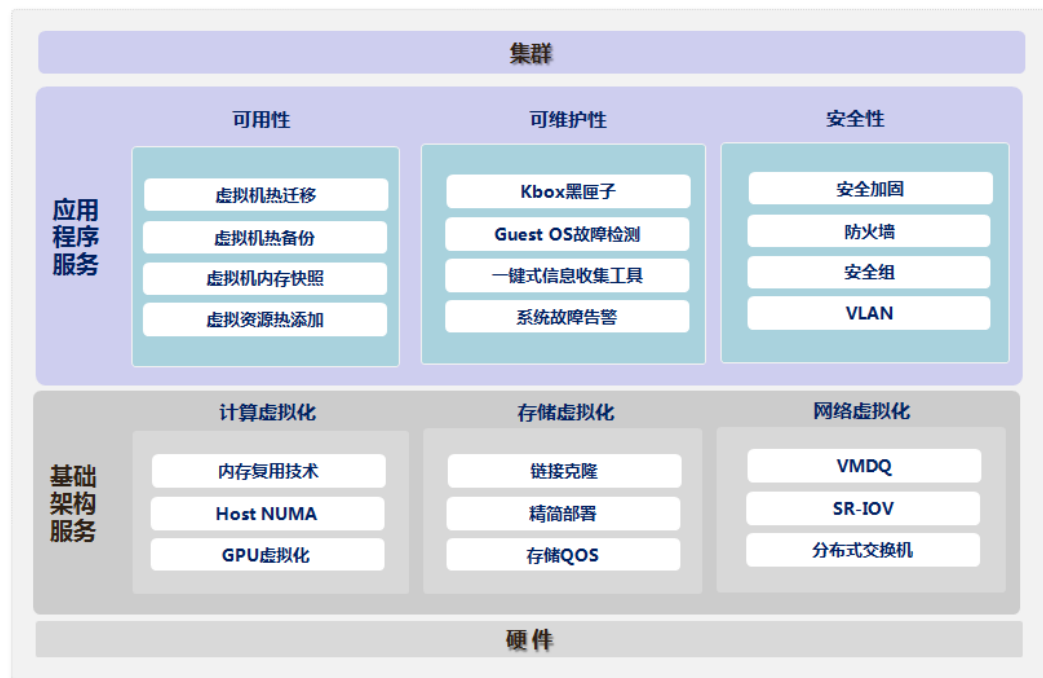 集群
可用性
可维护性
安全性
应用
程序
服务
虚拟机热迁移
虚拟机热备份
虚拟机内存快照
虚拟资源热添加
Kbox黑匣子
Guest OS故障检测
一键式信息收集工具
系统故障告警
安全加固
防火墙
安全组
VLAN
计算虚拟化
存储虚拟化
网络虚拟化
基础
架构
服务
内存复用技术
Host NUMA
GPU虚拟化
链接克隆
精简部署
存储QOS
VMDQ
SR-IOV
分布式交换机
硬件